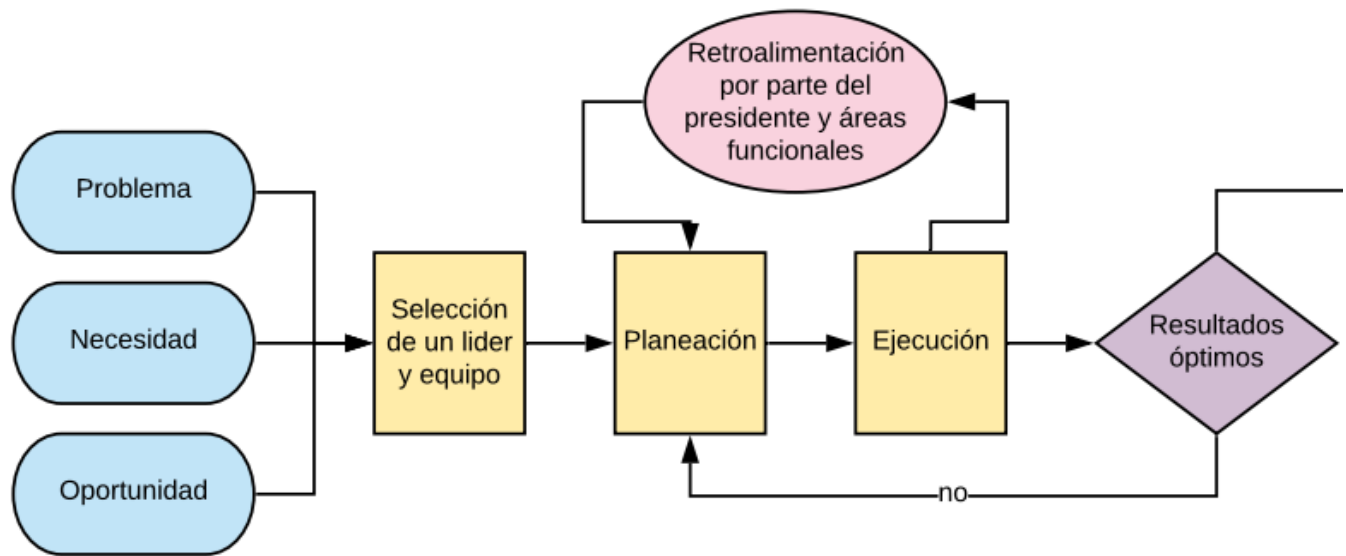 Retroalimentación
por parte del
presidente y áreas
funcionales
Problema
Necesidad
Oportunidad
Selección
de un lider
y equipo
Planeación
Ejecución
Resultados
óptimos
no